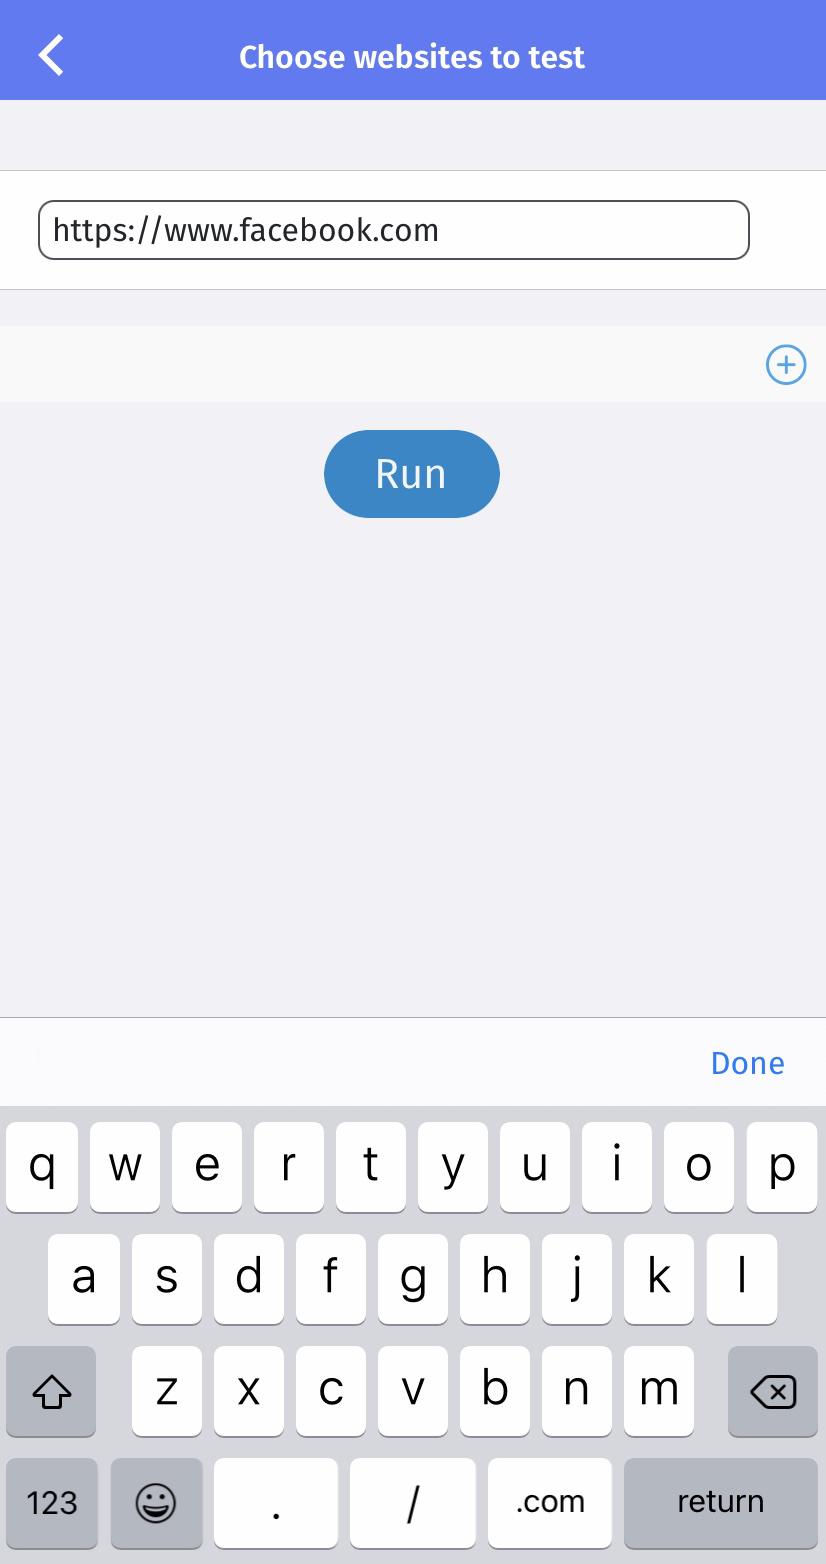 Choose websites to test
https://www.facebook.com
Run
Done
q w e r t y u i o p
a s d f g h j k l
z x c v b n m
123 . / .com return